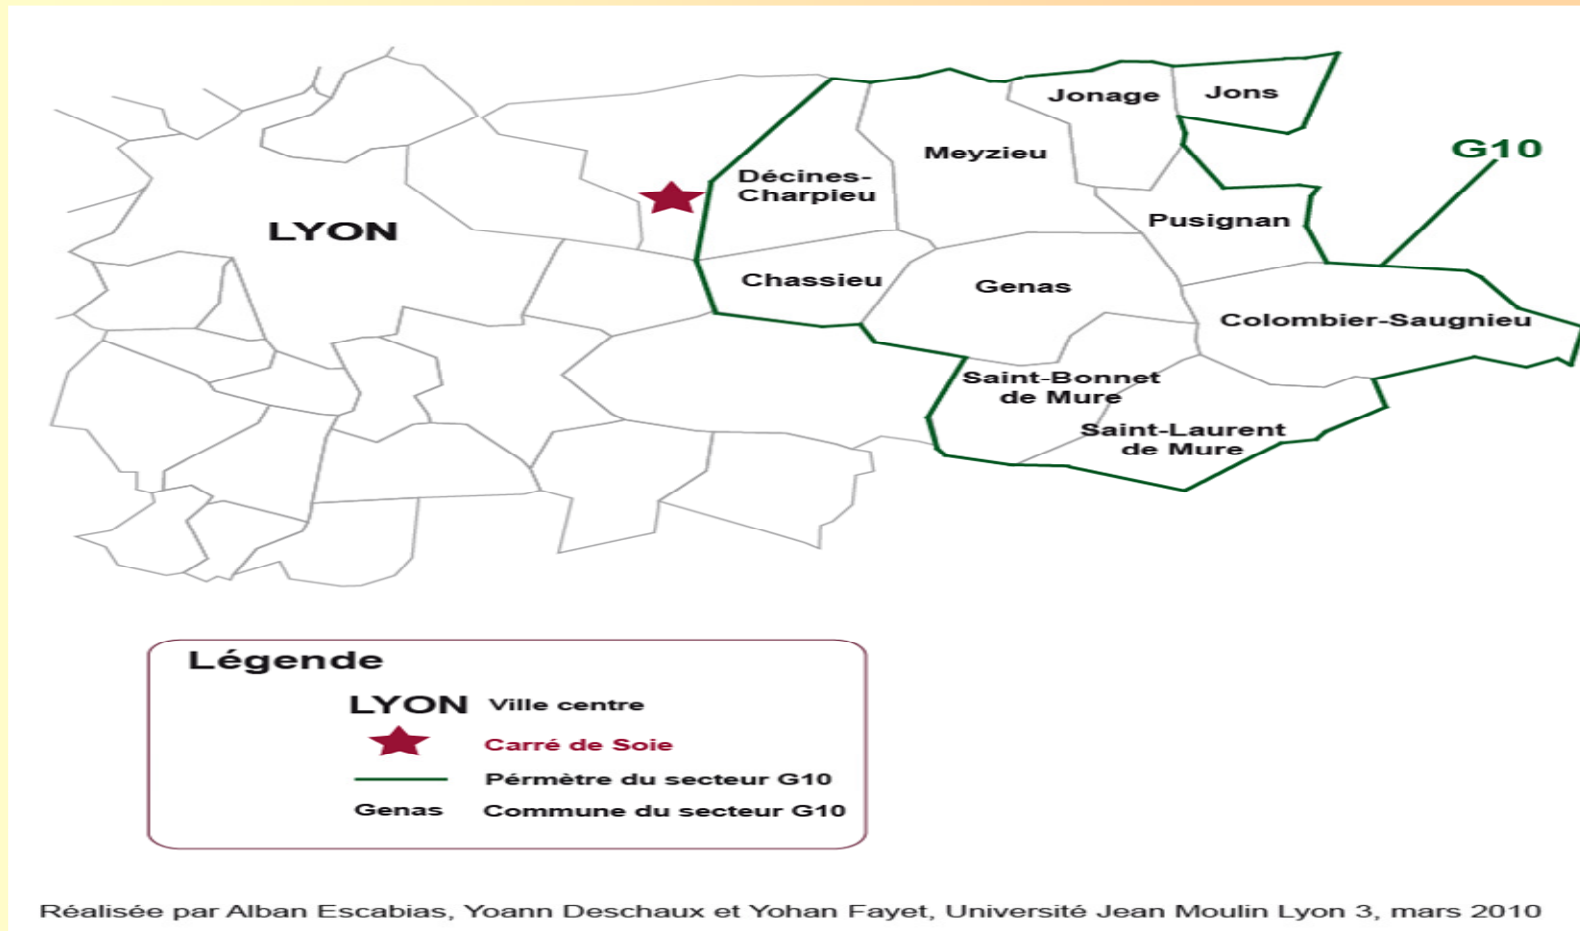 Jonage
Jons
G10
Meyzieu
Décines-
Charpieu
Pusignan
LYON
Chassieu
Genas
Colombier-Saugnieu
Saint-Bonnet
de Mure
Saint-Laurent
de Mure
Légende
LYON Ville centre
Carré de Soie
Pérmètre du secteur G10
Genas Commune du secteur G10
Réalisée par Alban Escabias, Yoann Deschaux et Yohan Fayet, Université Jean Moulin Lyon 3, mars 2010